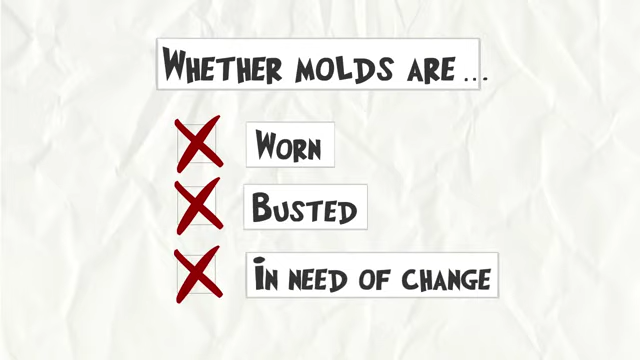 Whether molds are ...
Worn
Busted
In need of change